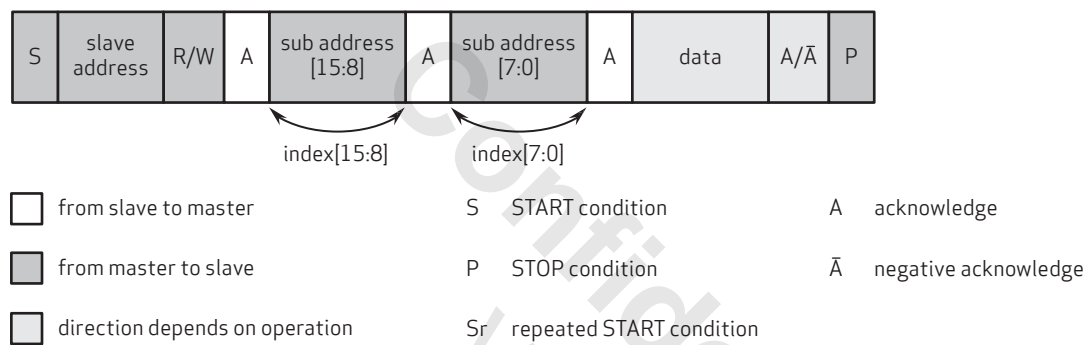 S slave address R/W A sub address [15:8] A sub address [7:0] A data A/Ā P
index[15:8] index[7:0]
from slave to master S START condition A acknowledge
from master to slave P STOP condition Ā negative acknowledge
direction depends on operation Sr repeated START condition